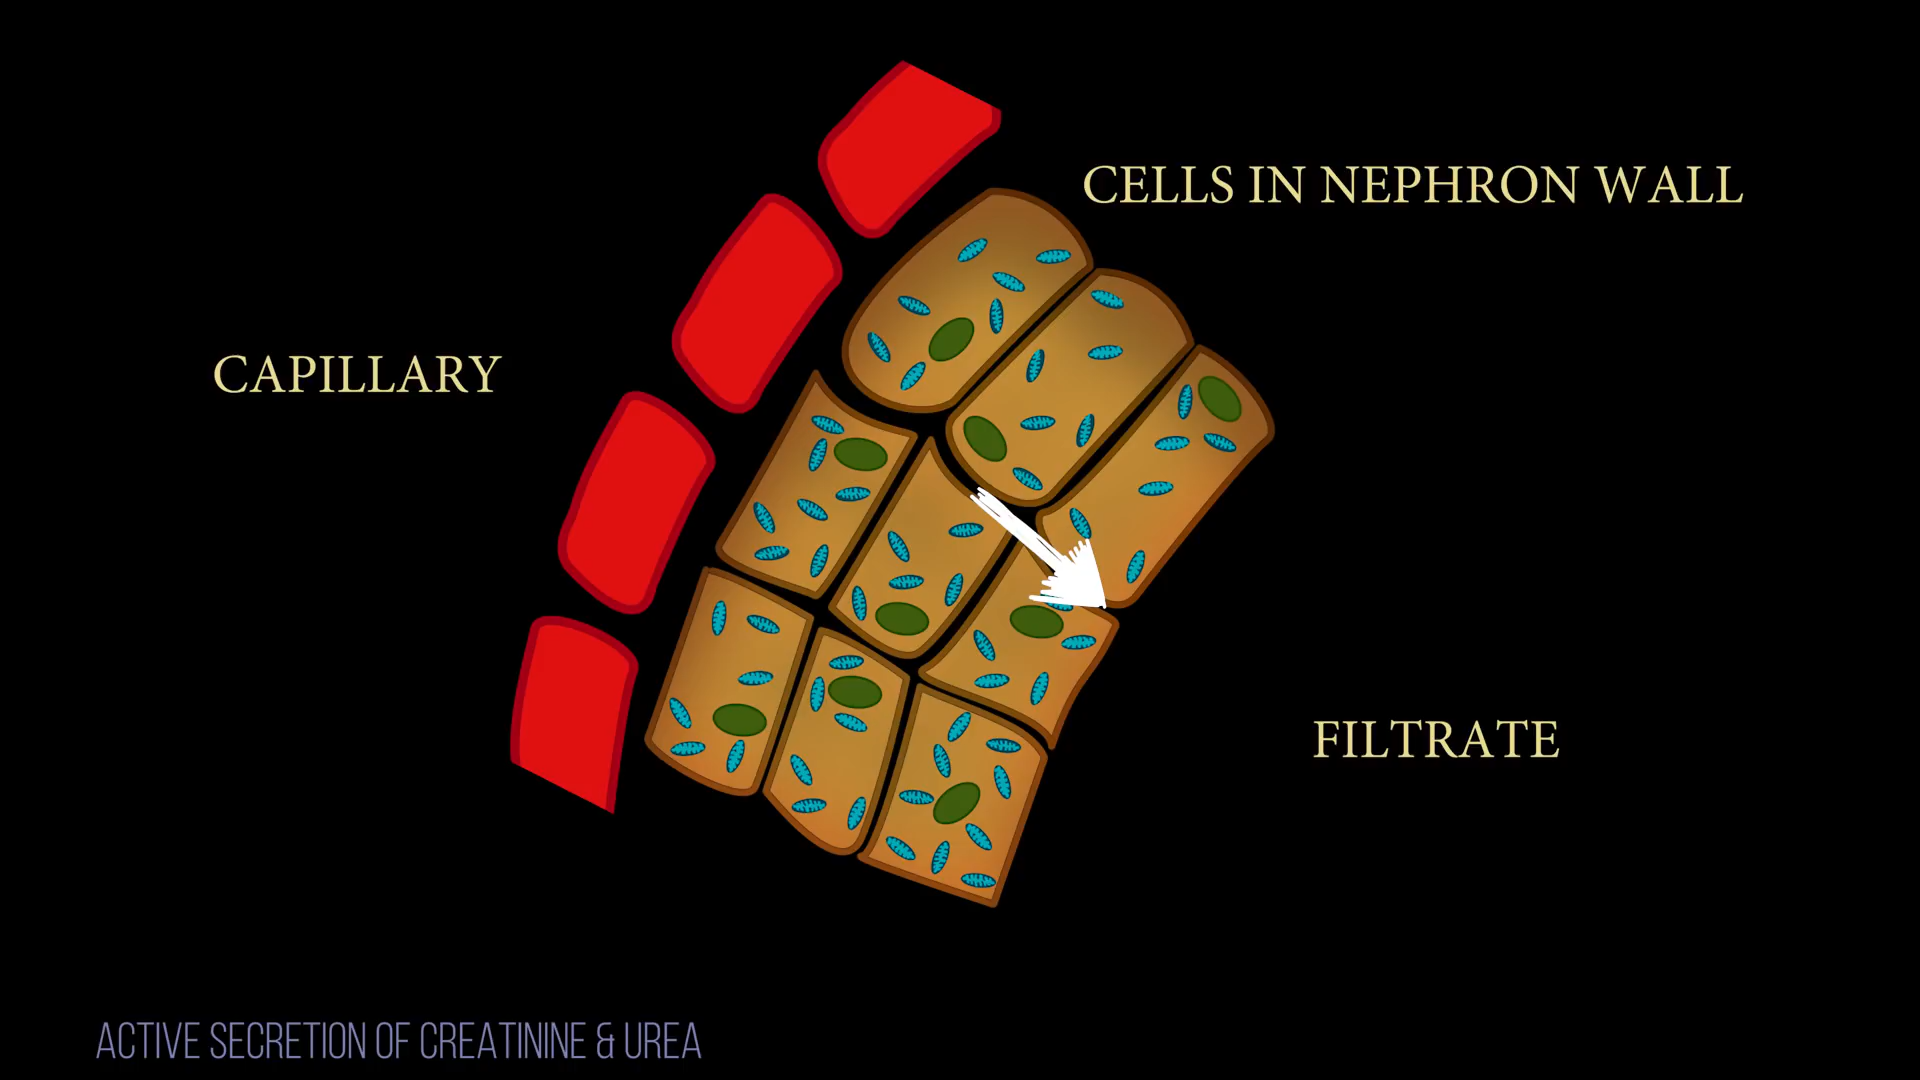 CELLS IN NEPHRON WALL
CAPILLARY
FILTRATE
ACTIVE SECRETION OF CREATININE & UREA